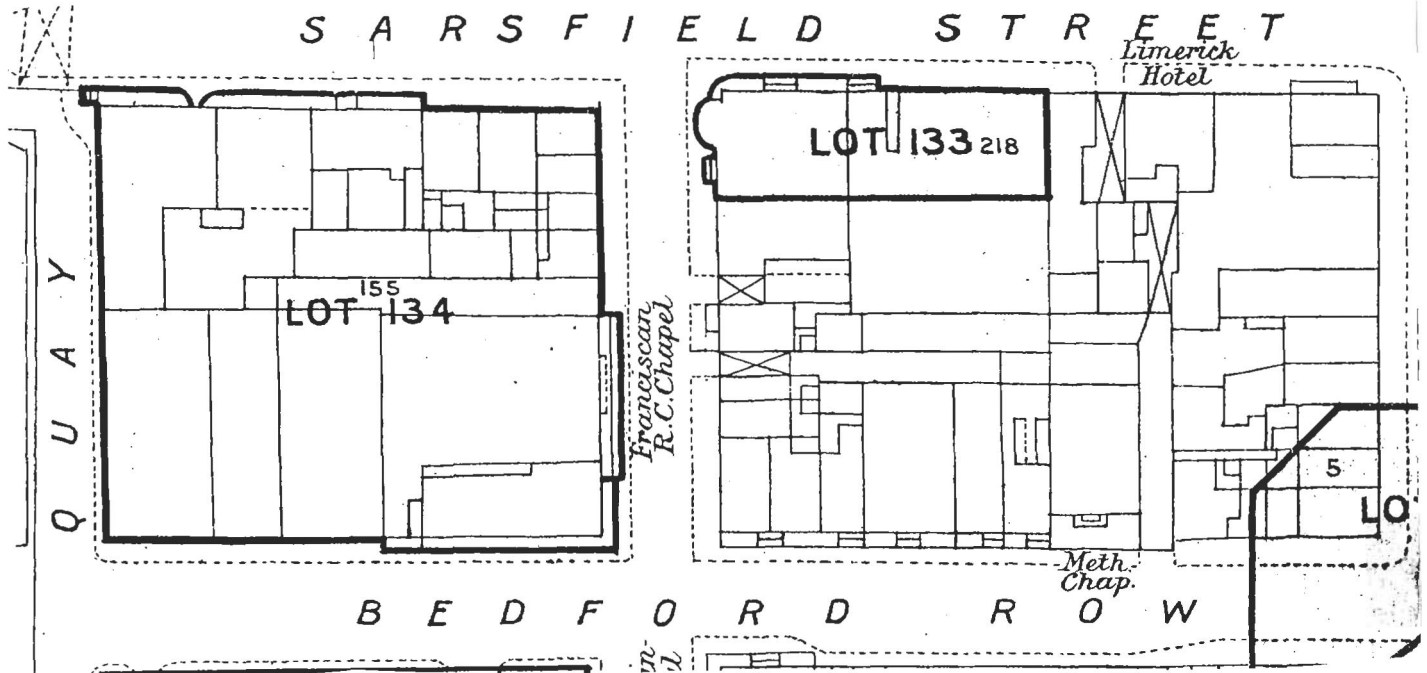 SARSFIELD STREET
Limerick
Hotel
LOT 133 218
QUAY
155
LOT 134
Franciscan
R.C.Chapel
5
LO
Meth.
Chap.
BEDFORD ROW